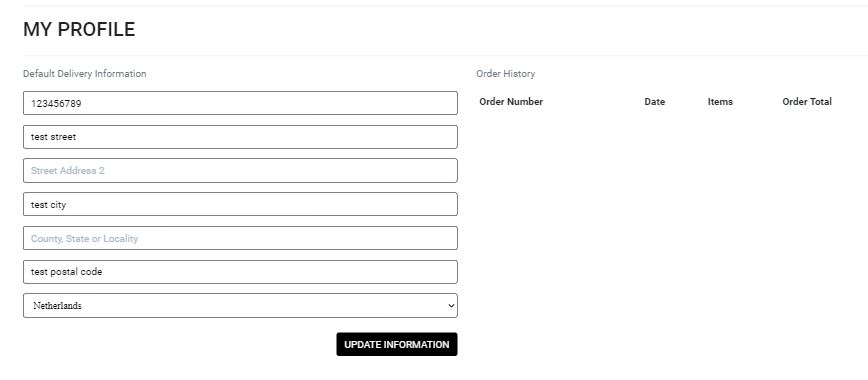 MY PROFILE
Default Delivery Information
123456789
test street
Street Address 2
test city
County, State or Locality
test postal code
Netherlands
UPDATE INFORMATION
Order History
Order Number Date Items Order Total